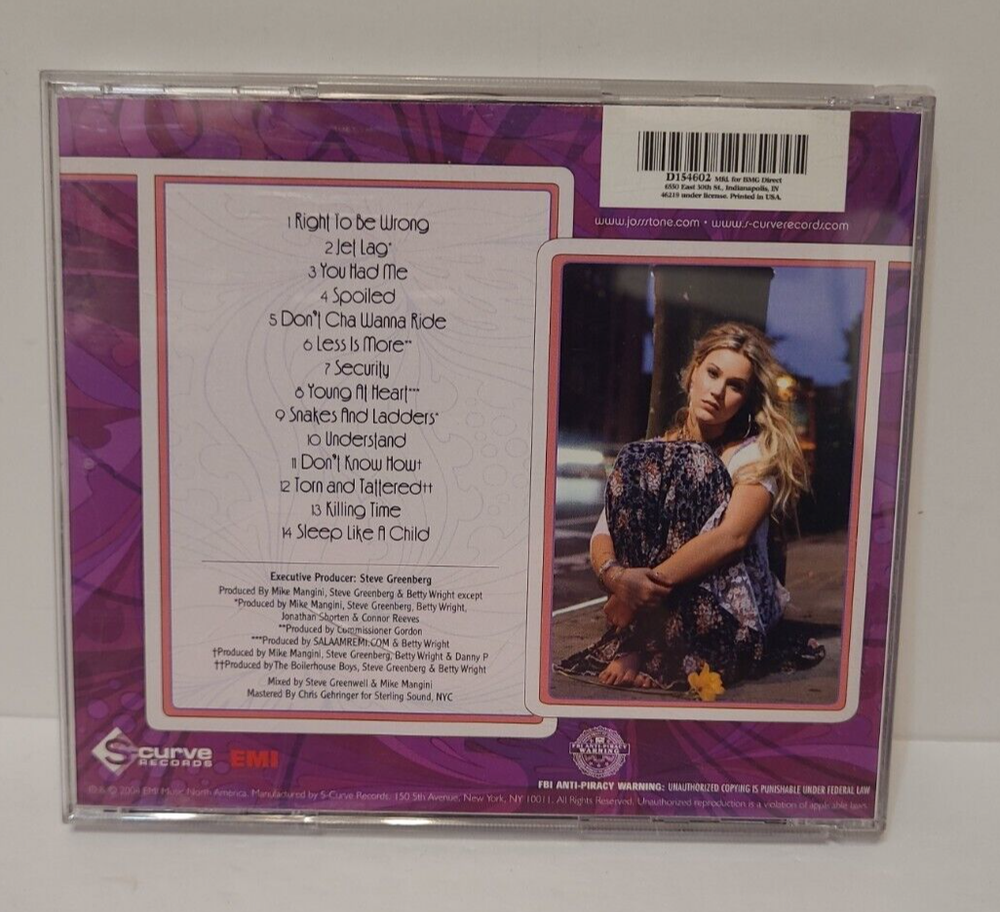 D154602 MRL for BMG Direct
6550 East 30th St., Indianapolis, IN
46219 under license. Printed in USA.
www.jossstone.com • www.s-curverecords.com
1 Right To Be Wrong
2 Jet Lag*
3 You Had Me
4 Spoiled
5 Don't Cha Wanna Ride
6 Less Is More**
7 Security
8 Young At Heart***
9 Snakes And Ladders*
10 Understand
11 Don't Know How†
12 Torn and Tattered††
13 Killing Time
14 Sleep Like A Child
Executive Producer: Steve Greenberg
Produced By Mike Mangini, Steve Greenberg & Betty Wright except
*Produced by Mike Mangini, Steve Greenberg, Betty Wright,
Jonathan Shorten & Connor Reeves
**Produced by Commissioner Gordon
***Produced by SALAAMREMI.COM & Betty Wright
†Produced by Mike Mangini, Steve Greenberg, Betty Wright & Danny P
††Produced by The Boilerhouse Boys, Steve Greenberg & Betty Wright
Mixed by Steve Greenwell & Mike Mangini
Mastered By Chris Gehringer for Sterling Sound, NYC
S-curve
RECORDS
EMI
FBI ANTI-PIRACY
WARNING
FBI ANTI-PIRACY WARNING: UNAUTHORIZED COPYING IS PUNISHABLE UNDER FEDERAL LAW
℗ & © 2004 EMI Music North America. Manufactured by S-Curve Records, 150 5th Avenue, New York, NY 10011. All Rights Reserved. Unauthorized reproduction is a violation of applicable laws.